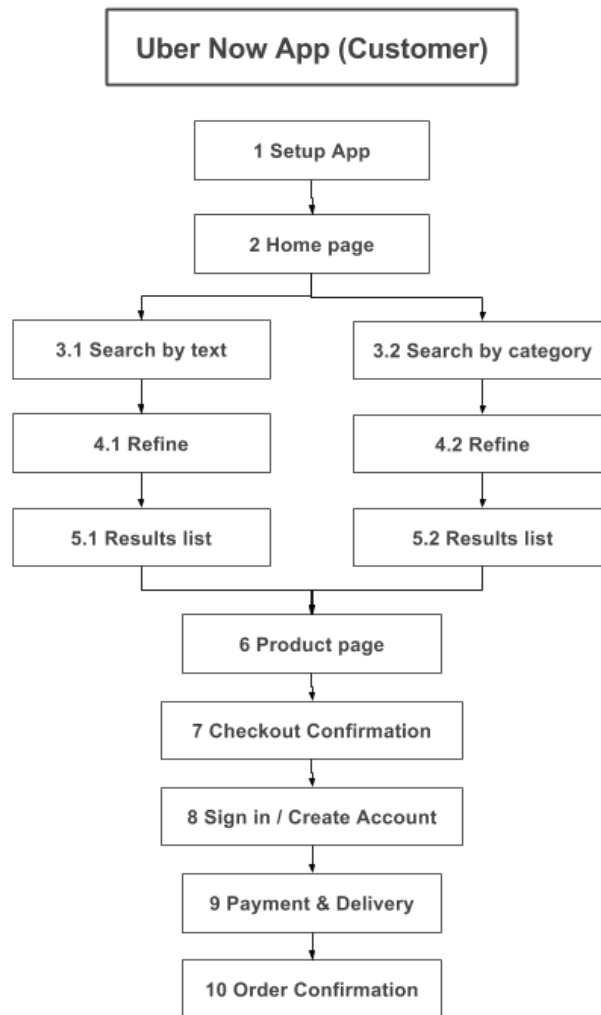 Uber Now App (Customer)
1 Setup App
2 Home page
3.1 Search by text
3.2 Search by category
4.1 Refine
4.2 Refine
5.1 Results list
5.2 Results list
6 Product page
7 Checkout Confirmation
8 Sign in / Create Account
9 Payment & Delivery
10 Order Confirmation